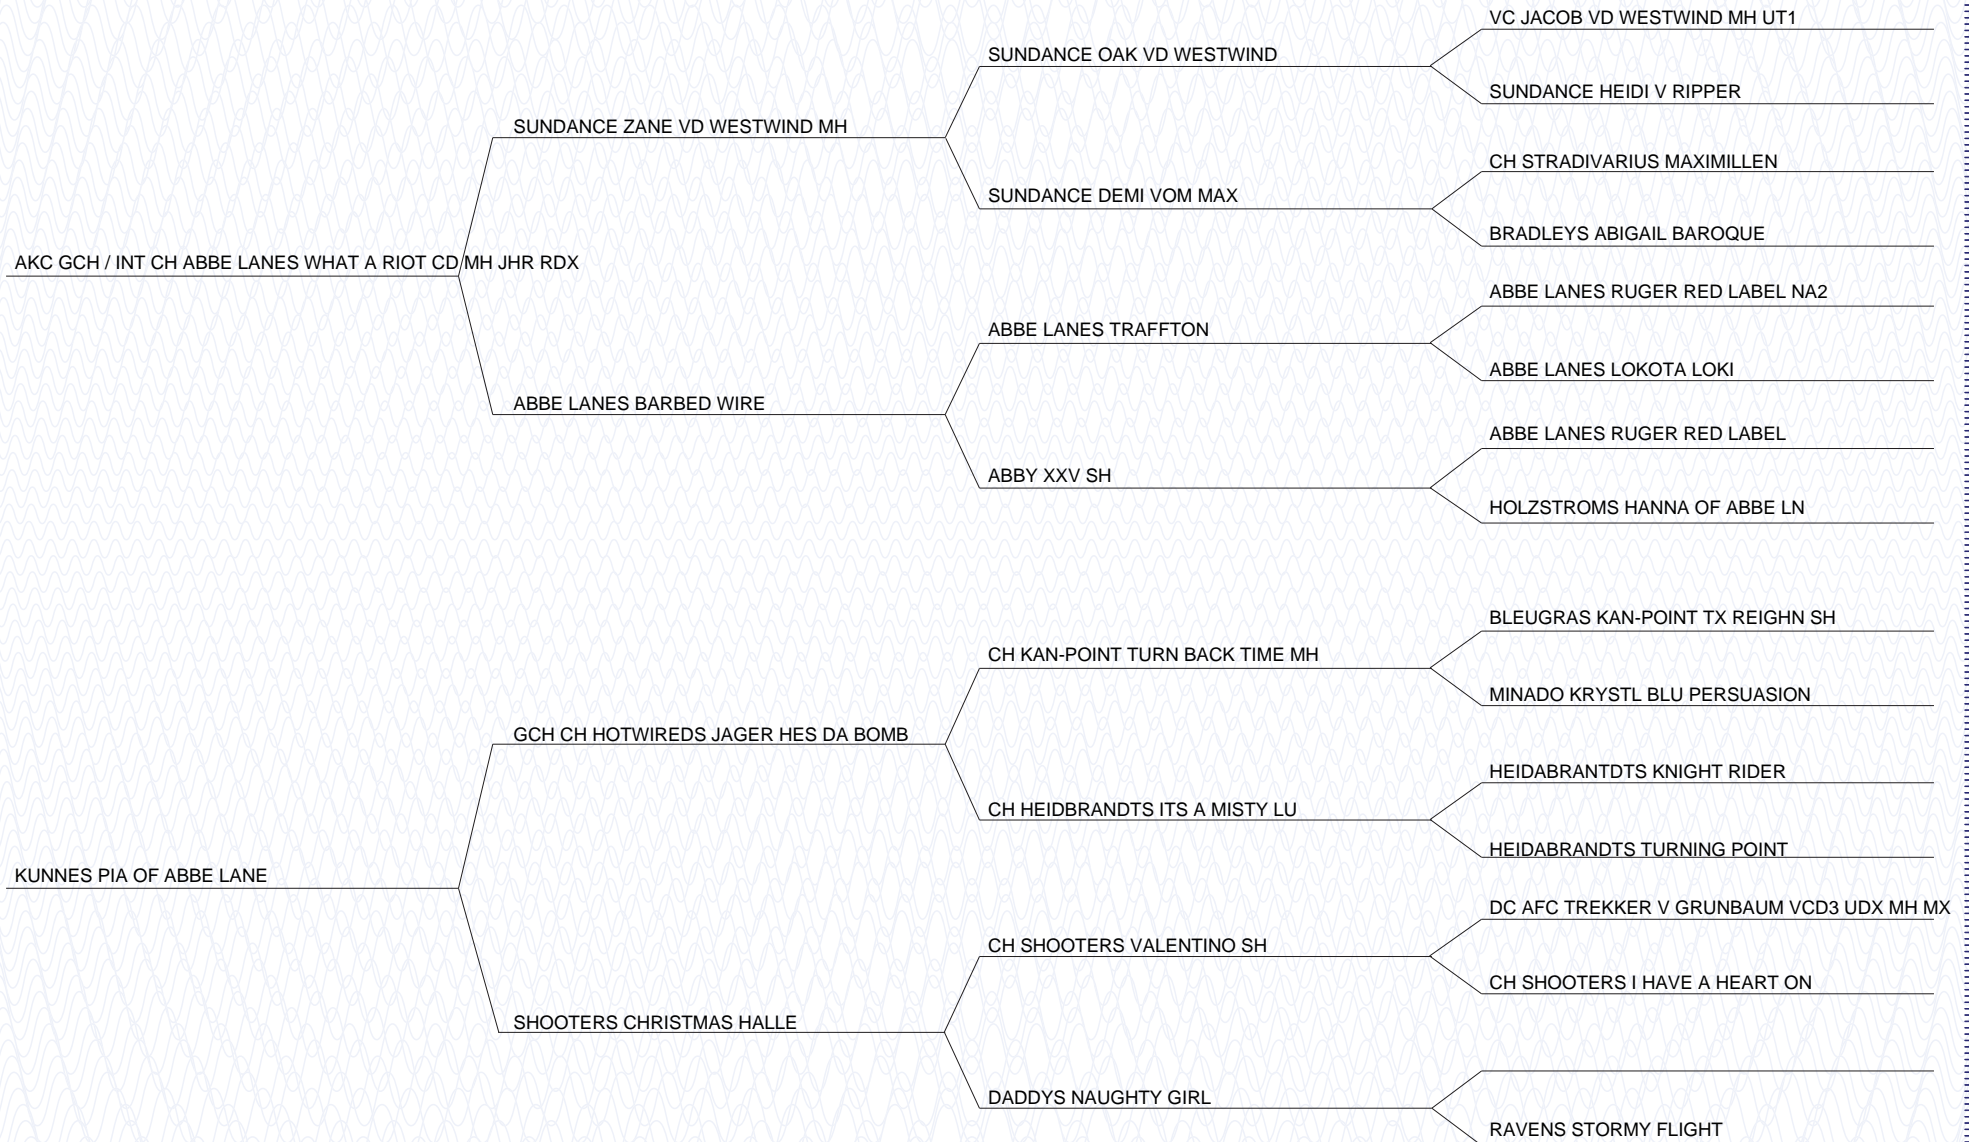 VC JACOB VD WESTWIND MH UT1
SUNDANCE OAK VD WESTWIND
SUNDANCE HEIDI V RIPPER
SUNDANCE ZANE VD WESTWIND MH
CH STRADIVARIUS MAXIMILLEN
SUNDANCE DEMI VOM MAX
BRADLEYS ABIGAIL BAROQUE
AKC GCH / INT CH ABBE LANES WHAT A RIOT CD MH JHR RDX
ABBE LANES RUGER RED LABEL NA2
ABBE LANES TRAFFTON
ABBE LANES LOKOTA LOKI
ABBE LANES BARBED WIRE
ABBE LANES RUGER RED LABEL
ABBY XXV SH
HOLZSTROMS HANNA OF ABBE LN
BLEUGRAS KAN-POINT TX REIGHN SH
CH KAN-POINT TURN BACK TIME MH
MINADO KRYSTL BLU PERSUASION
GCH CH HOTWIREDS JAGER HES DA BOMB
HEIDABRANTDTS KNIGHT RIDER
CH HEIDBRANDTS ITS A MISTY LU
HEIDABRANDTS TURNING POINT
KUNNES PIA OF ABBE LANE
DC AFC TREKKER V GRUNBAUM VCD3 UDX MH MX
CH SHOOTERS VALENTINO SH
CH SHOOTERS I HAVE A HEART ON
SHOOTERS CHRISTMAS HALLE
DADDYS NAUGHTY GIRL
RAVENS STORMY FLIGHT